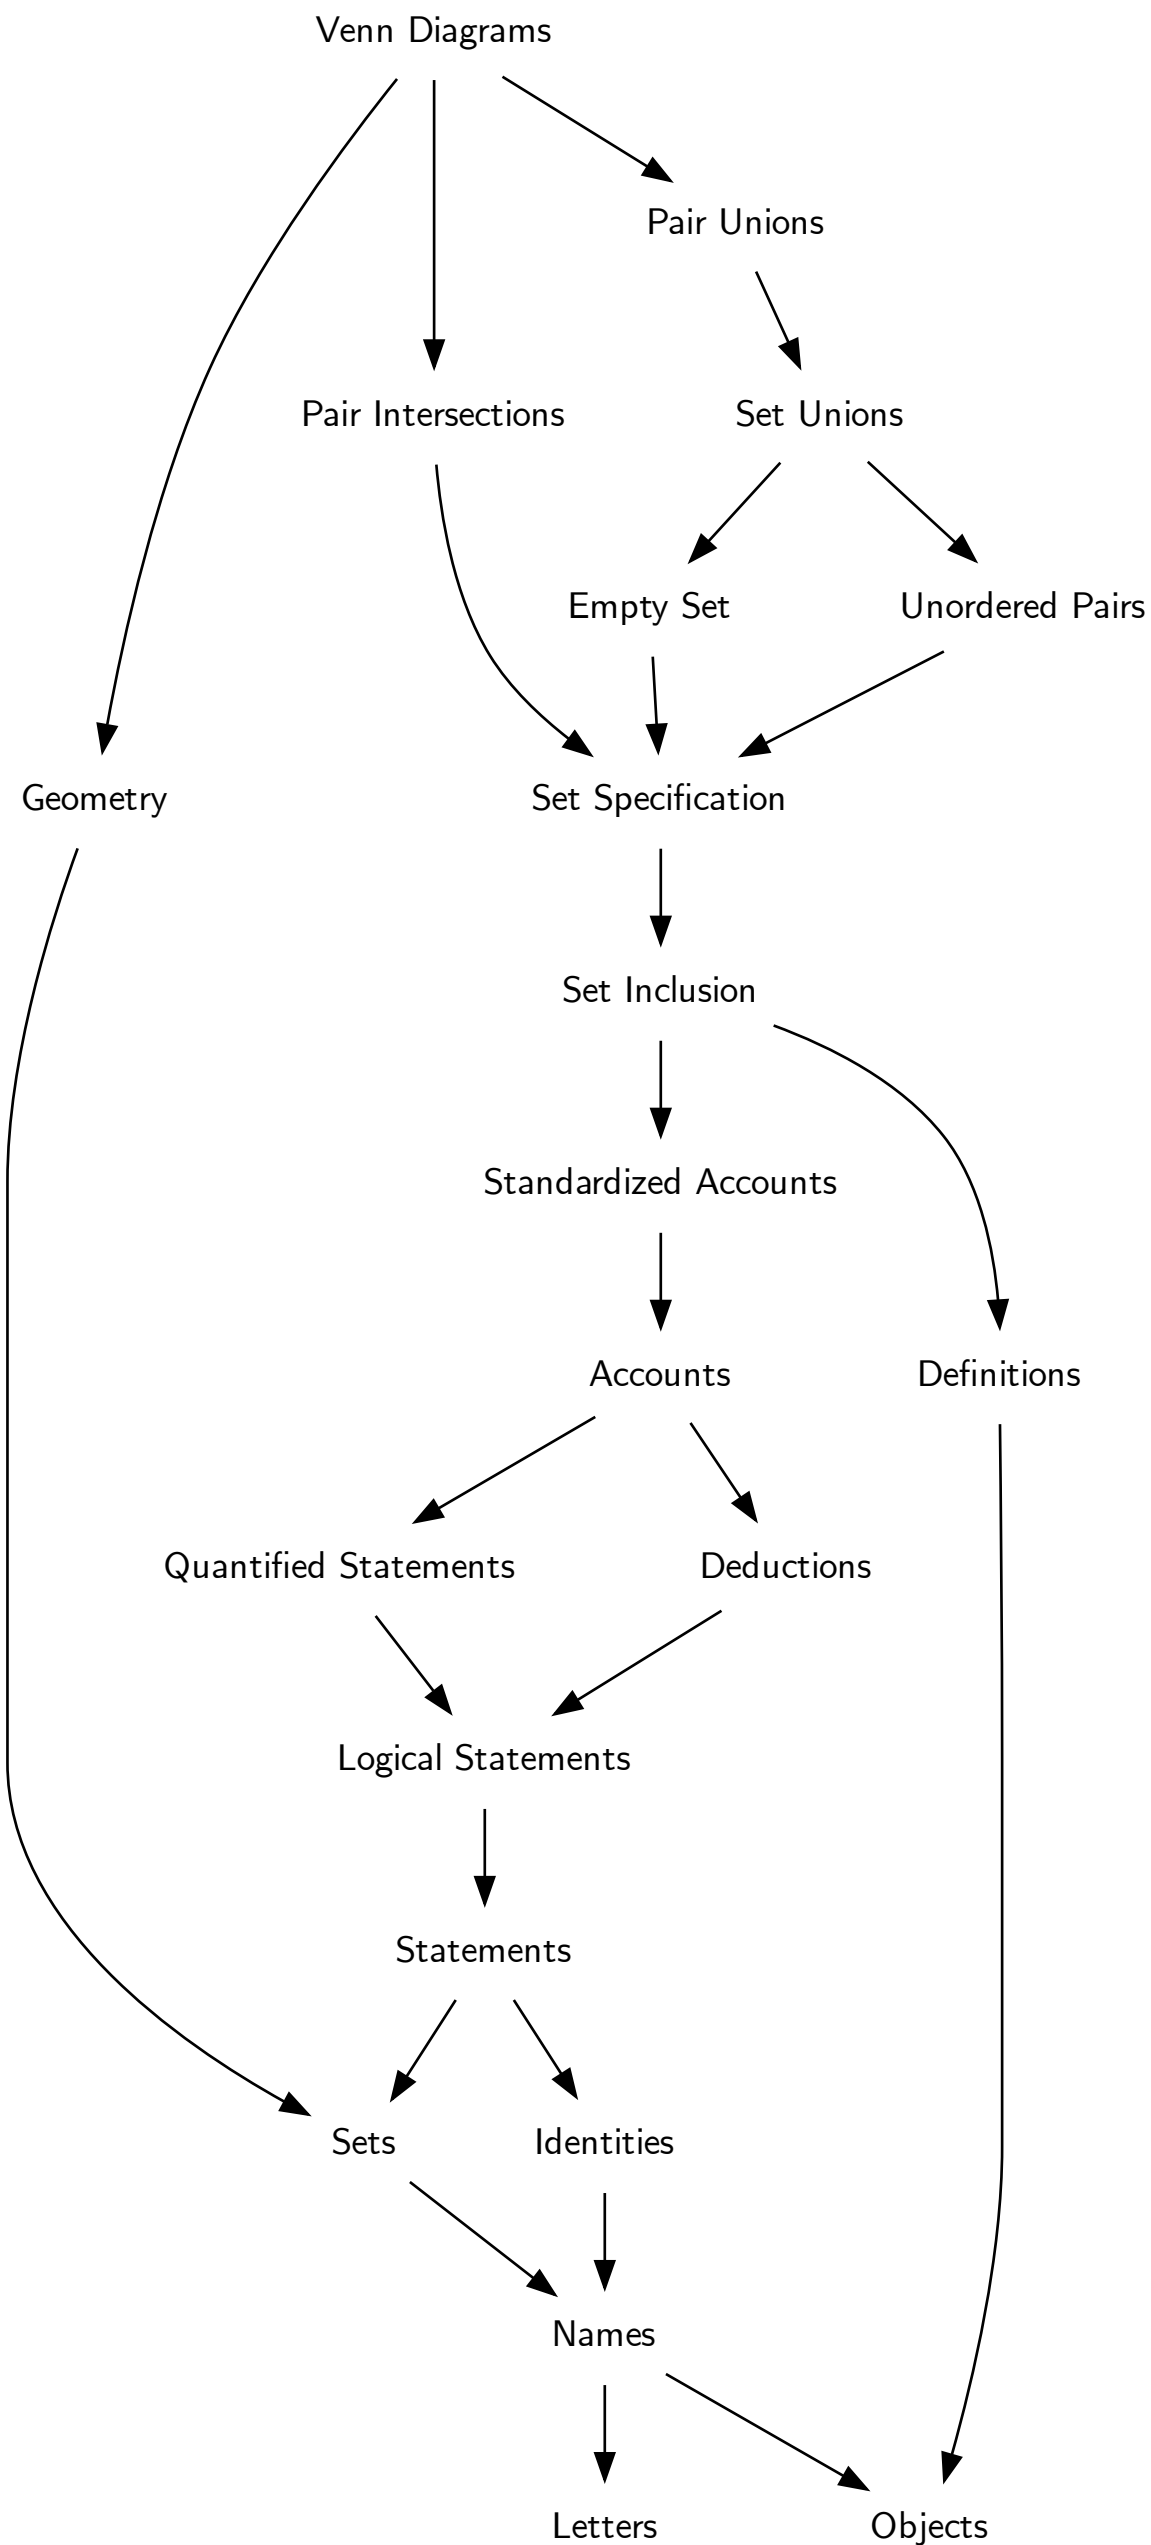 Venn Diagrams
Pair Unions
Pair Intersections
Set Unions
Empty Set
Unordered Pairs
Geometry
Set Specification
Set Inclusion
Standardized Accounts
Accounts
Definitions
Quantified Statements
Deductions
Logical Statements
Statements
Sets
Identities
Names
Letters
Objects